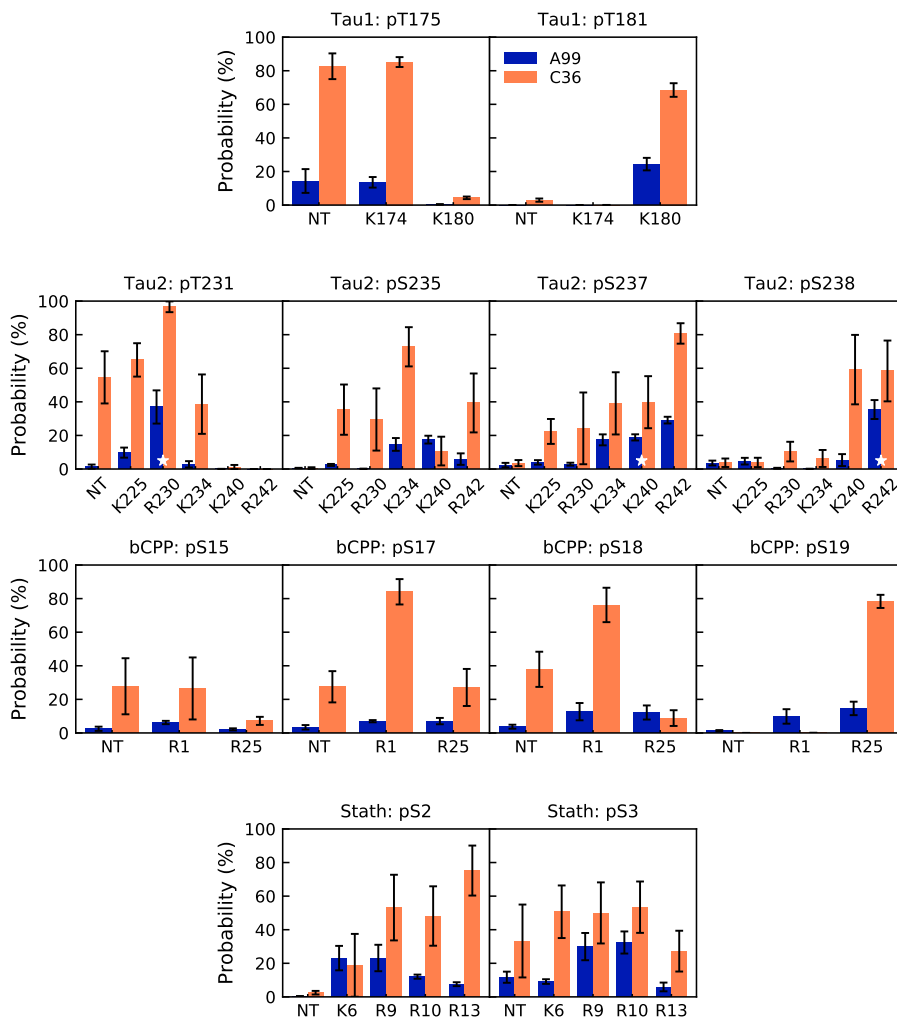 Tau1: pT175 Tau1: pT181
Probability (%)
100
80
60
40
20
0
A99
C36
NT K174 K180 NT K174 K180
Tau2: pT231 Tau2: pS235 Tau2: pS237 Tau2: pS238
Probability (%)
100
80
60
40
20
0
NT K225 R230 K234 K240 R242 NT K225 R230 K234 K240 R242 NT K225 R230 K234 K240 R242 NT K225 R230 K234 K240 R242
bCPP: pS15 bCPP: pS17 bCPP: pS18 bCPP: pS19
Probability (%)
100
80
60
40
20
0
NT R1 R25 NT R1 R25 NT R1 R25 NT R1 R25
Stath: pS2 Stath: pS3
Probability (%)
100
80
60
40
20
0
NT K6 R9 R10 R13 NT K6 R9 R10 R13